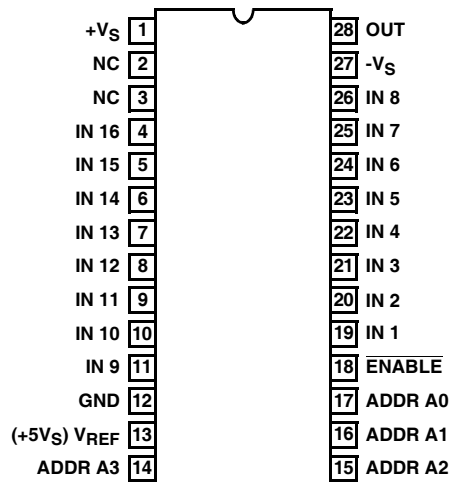 +VS 1 28 OUT
NC 2 27 -VS
NC 3 26 IN 8
IN 16 4 25 IN 7
IN 15 5 24 IN 6
IN 14 6 23 IN 5
IN 13 7 22 IN 4
IN 12 8 21 IN 3
IN 11 9 20 IN 2
IN 10 10 19 IN 1
IN 9 11 18 ENABLE
GND 12 17 ADDR A0
(+5VS) VREF 13 16 ADDR A1
ADDR A3 14 15 ADDR A2